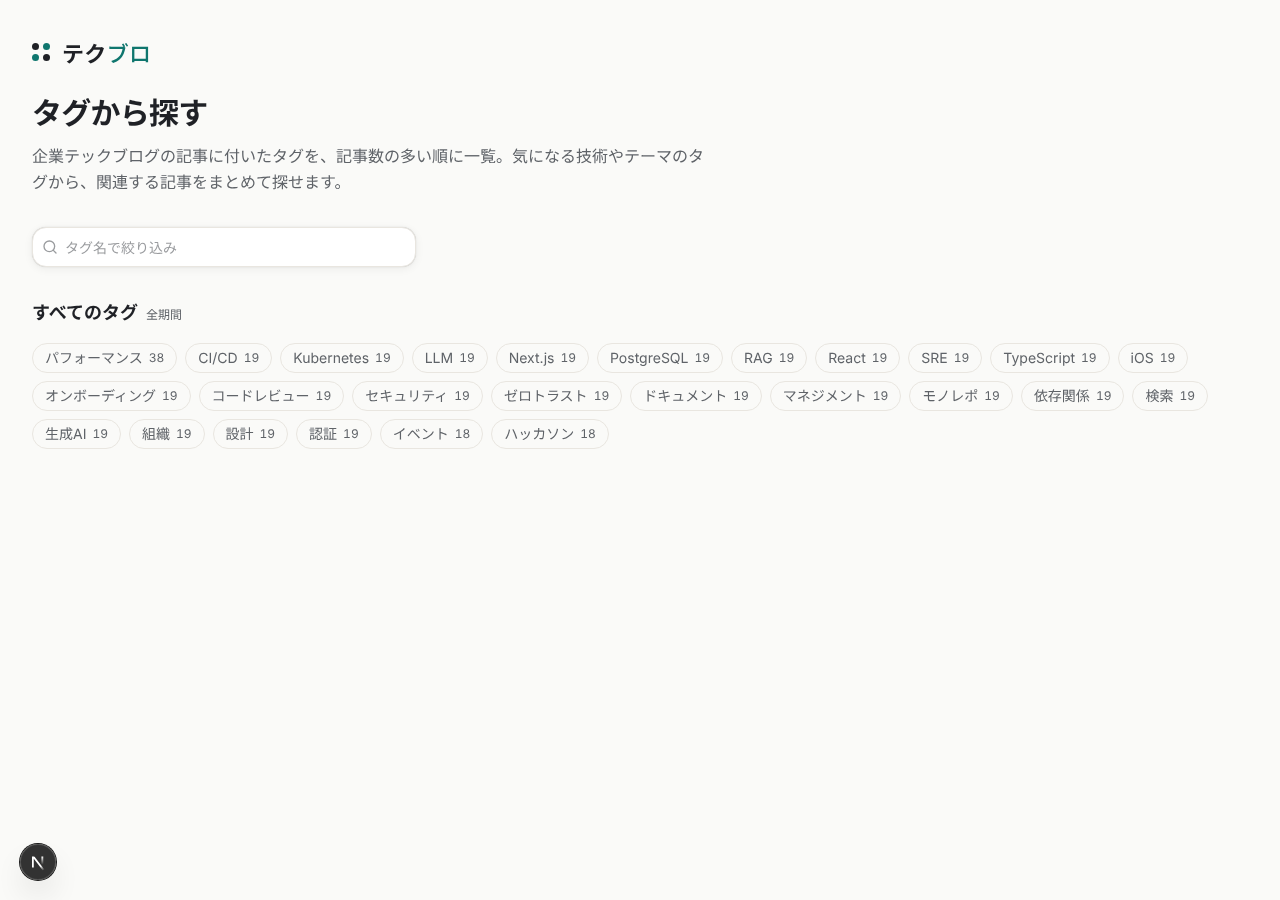 テクブロ
タグから探す
企業テックブログの記事に付いたタグを、記事数の多い順に一覧。気になる技術やテーマのタ
グから、関連する記事をまとめて探せます。
タグ名で絞り込み
すべてのタグ 全期間
パフォーマンス 38 CI/CD 19 Kubernetes 19 LLM 19 Next.js 19 PostgreSQL 19 RAG 19 React 19 SRE 19 TypeScript 19 iOS 19
オンボーディング 19 コードレビュー 19 セキュリティ 19 ゼロトラスト 19 ドキュメント 19 マネジメント 19 モノレポ 19 依存関係 19 検索 19
生成AI 19 組織 19 設計 19 認証 19 イベント 18 ハッカソン 18
N